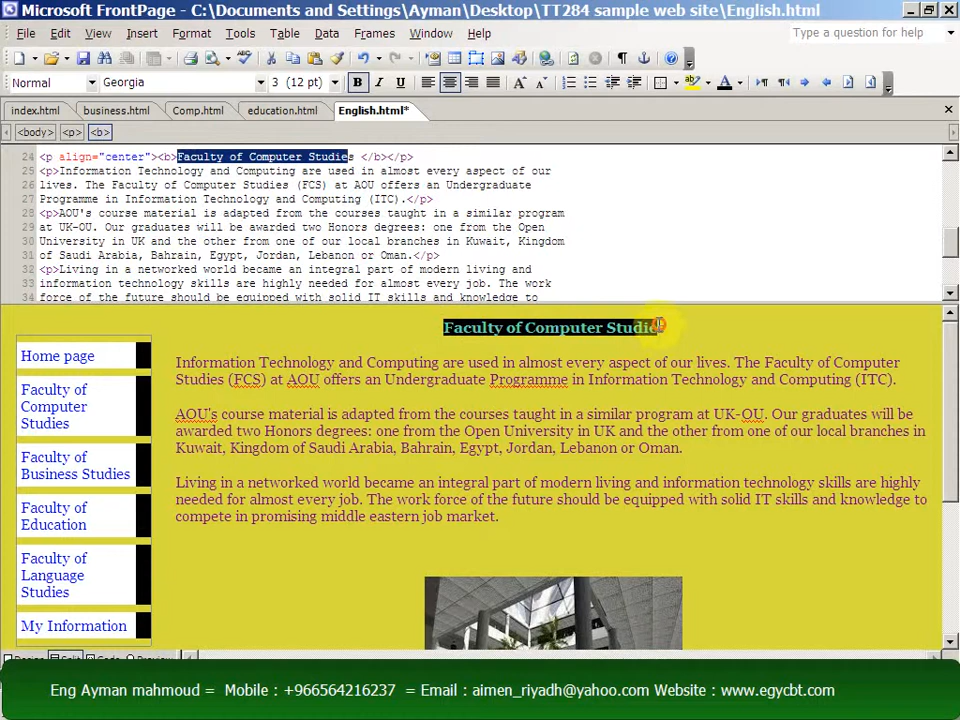 Microsoft FrontPage - C:\Documents and Settings\Ayman\Desktop\TT284 sample web site\English.html
File Edit View Insert Format Tools Table Data Frames Window Help Type a question for help
Normal Georgia 3 (12 pt) B I U
index.html business.html Comp.html education.html English.html*
<body> <p> <b>
24 <p align="center"><b>Faculty of Computer Studies </b></p>
25 <p>Information Technology and Computing are used in almost every aspect of our
26 lives. The Faculty of Computer Studies (FCS) at AOU offers an Undergraduate
27 Programme in Information Technology and Computing (ITC).</p>
28 <p>AOU's course material is adapted from the courses taught in a similar program
29 at UK-OU. Our graduates will be awarded two Honors degrees: one from the Open
30 University in UK and the other from one of our local branches in Kuwait, Kingdom
31 of Saudi Arabia, Bahrain, Egypt, Jordan, Lebanon or Oman.</p>
32 <p>Living in a networked world became an integral part of modern living and
33 information technology skills are highly needed for almost every job. The work
34 force of the future should be equipped with solid IT skills and knowledge to
Faculty of Computer Studie
Home page
Faculty of
Computer
Studies
Faculty of
Business Studies
Faculty of
Education
Faculty of
Language
Studies
My Information
Information Technology and Computing are used in almost every aspect of our lives. The Faculty of Computer
Studies (FCS) at AOU offers an Undergraduate Programme in Information Technology and Computing (ITC).
AOU's course material is adapted from the courses taught in a similar program at UK-OU. Our graduates will be
awarded two Honors degrees: one from the Open University in UK and the other from one of our local branches in
Kuwait, Kingdom of Saudi Arabia, Bahrain, Egypt, Jordan, Lebanon or Oman.
Living in a networked world became an integral part of modern living and information technology skills are highly
needed for almost every job. The work force of the future should be equipped with solid IT skills and knowledge to
compete in promising middle eastern job market.
Eng Ayman mahmoud = Mobile : +966564216237 = Email : aimen_riyadh@yahoo.com Website : www.egycbt.com